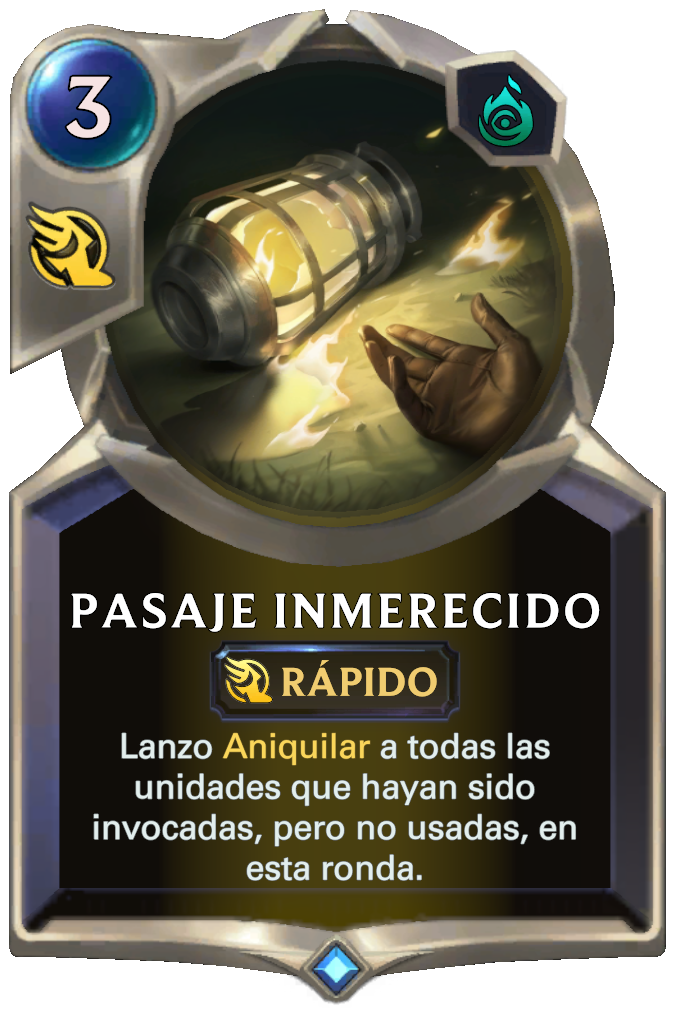 3
PASAJE INMERECIDO
RÁPIDO
Lanzo Aniquilar a todas las
unidades que hayan sido
invocadas, pero no usadas, en
esta ronda.